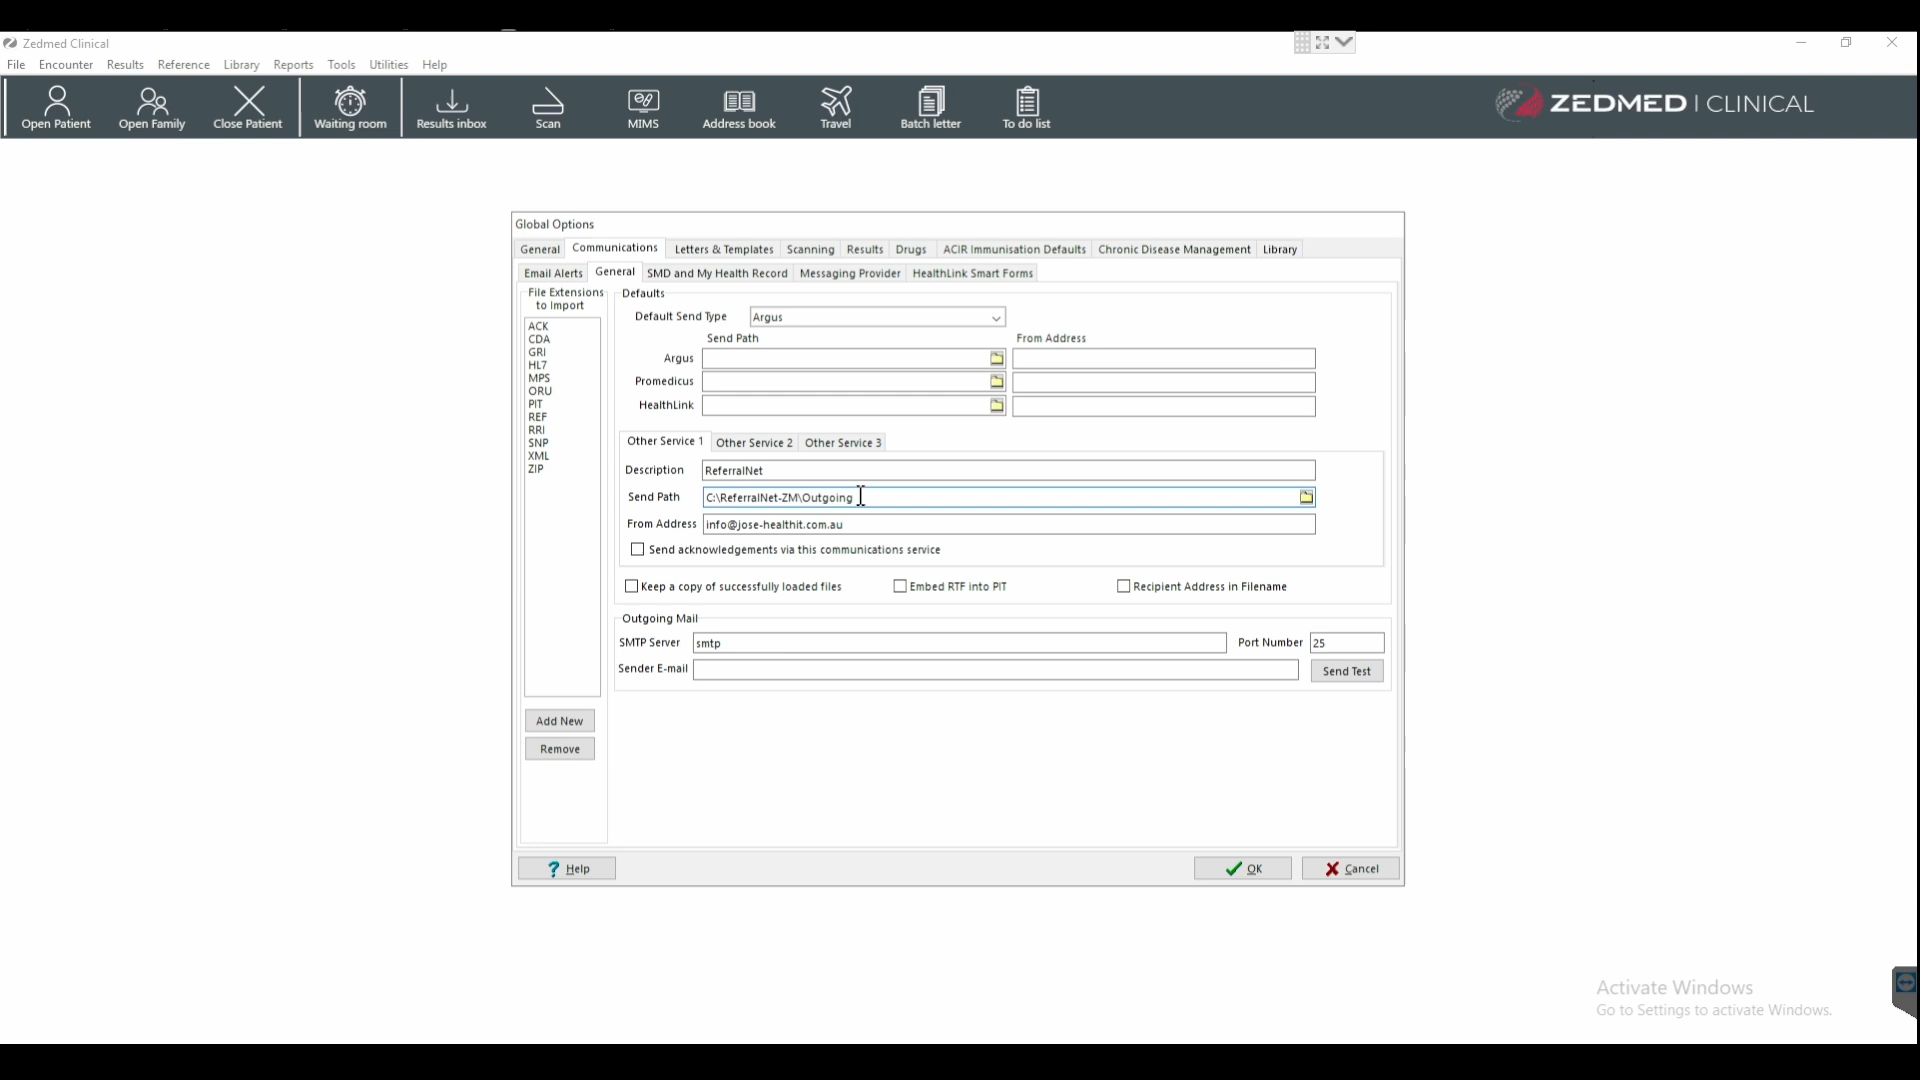 Zedmed Clinical
File Encounter Results Reference Library Reports Tools Utilities Help
Open Patient Open Family Close Patient Waiting room Results inbox Scan MIMS Address book Travel Batch letter To do list
ZEDMED | CLINICAL
Global Options
General Communications Letters & Templates Scanning Results Drugs ACIR Immunisation Defaults Chronic Disease Management Library
Email Alerts General SMD and My Health Record Messaging Provider HealthLink Smart Forms
File Extensions
to Import
ACK
CDA
GRI
HL7
MPS
ORU
PIT
REF
RRI
SNP
XML
ZIP
Add New
Remove
Defaults
Default Send Type Argus
Send Path From Address
Argus
Promedicus
HealthLink
Other Service 1 Other Service 2 Other Service 3
Description ReferralNet
Send Path C:\ReferralNet-ZM\Outgoing
From Address info@jose-healthit.com.au
Send acknowledgements via this communications service
Keep a copy of successfully loaded files Embed RTF into PIT Recipient Address in Filename
Outgoing Mail
SMTP Server smtp Port Number 25
Sender E-mail Send Test
? Help OK Cancel
Activate Windows
Go to Settings to activate Windows.